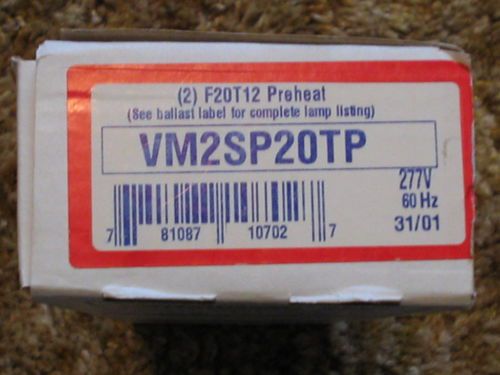 (2) F20T12 Preheat
(See ballast label for complete lamp listing)
VM2SP20TP
277V
60 Hz
31/01
7 81087 10702 7